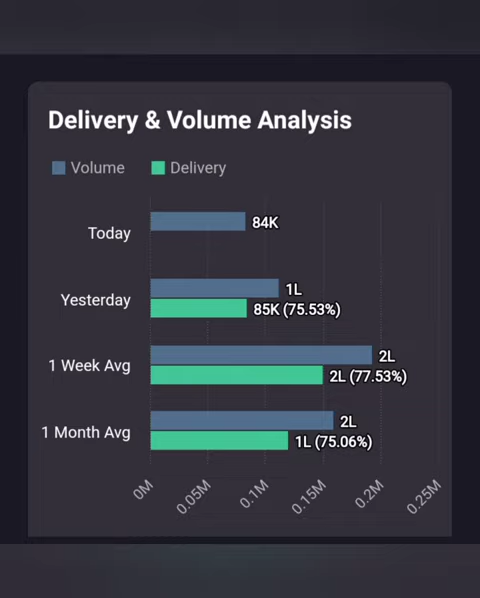 Delivery & Volume Analysis
Volume Delivery
Today 84K
Yesterday 1L
85K (75.53%)
1 Week Avg 2L
2L (77.53%)
1 Month Avg 2L
1L (75.06%)
0M 0.05M 0.1M 0.15M 0.2M 0.25M